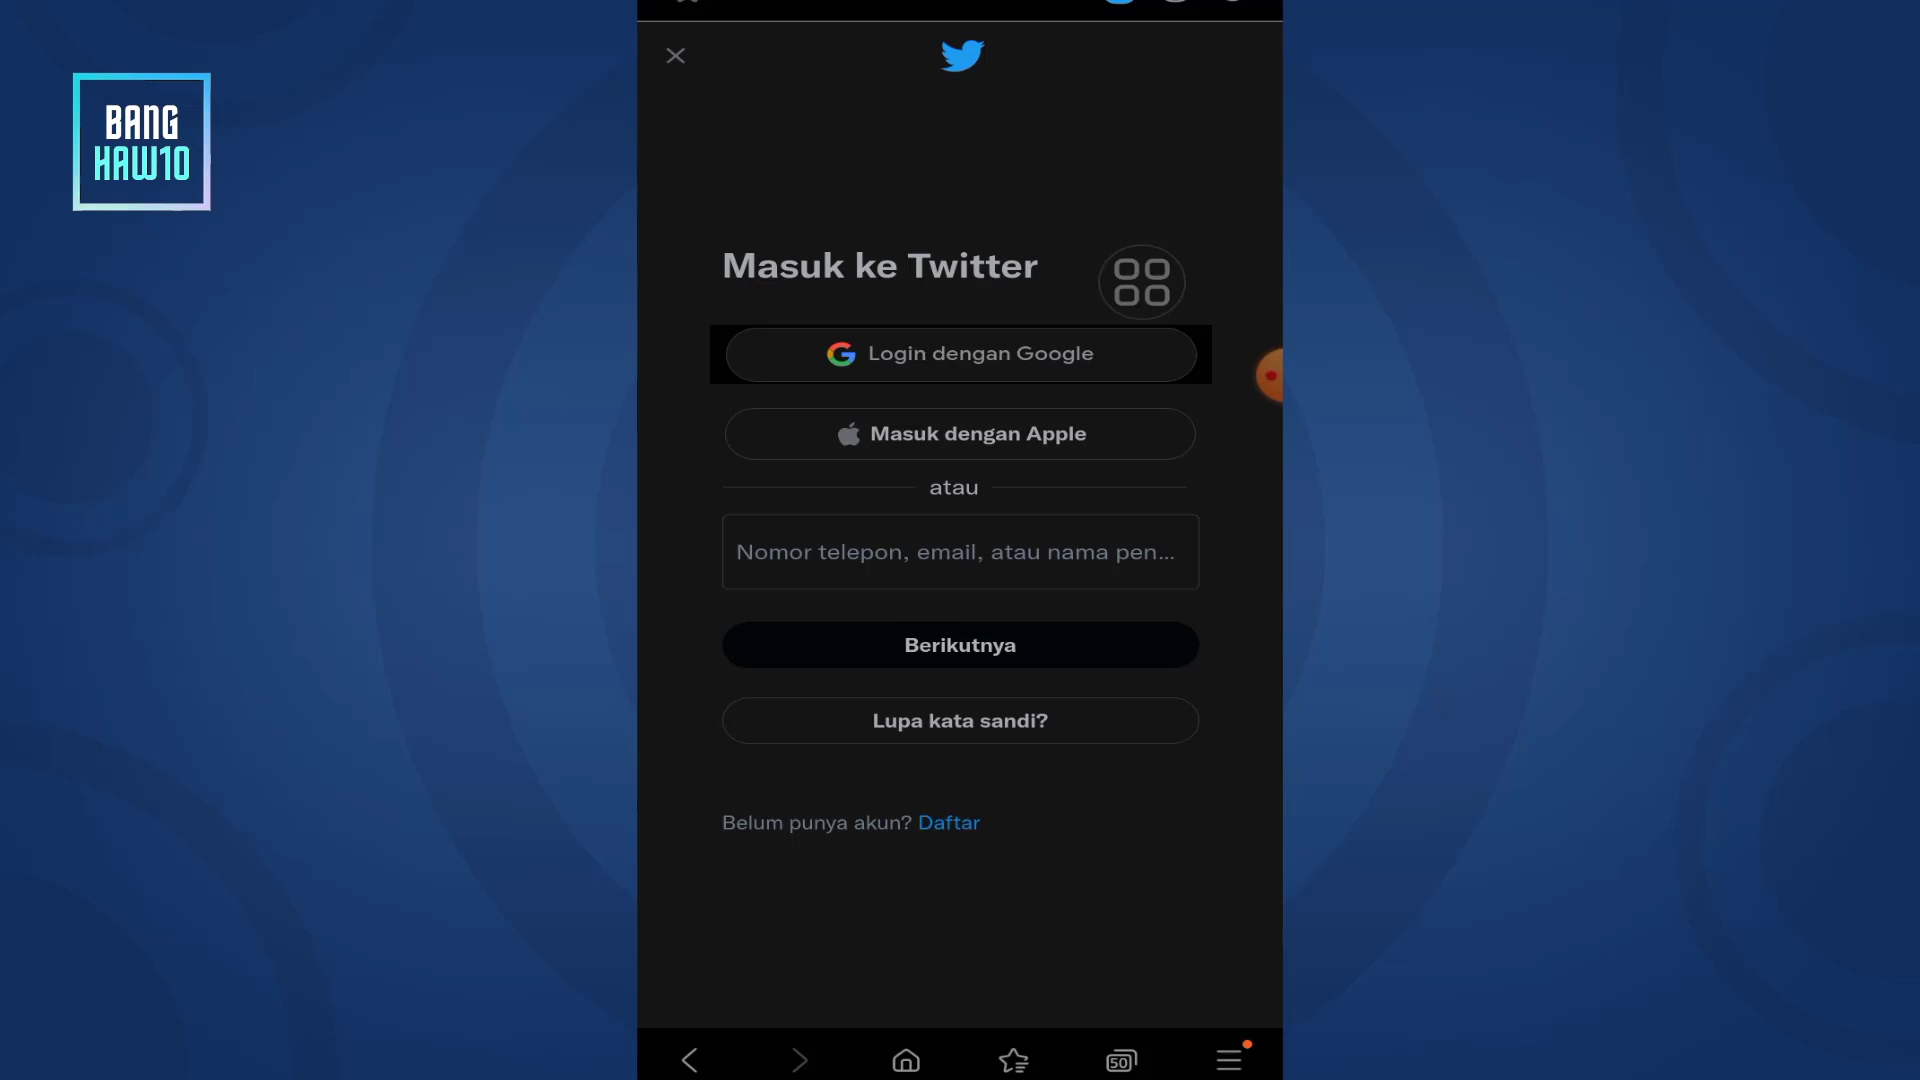 BANG
HAW10
Masuk ke Twitter
Login dengan Google
Masuk dengan Apple
atau
Nomor telepon, email, atau nama pen...
Berikutnya
Lupa kata sandi?
Belum punya akun? Daftar
50